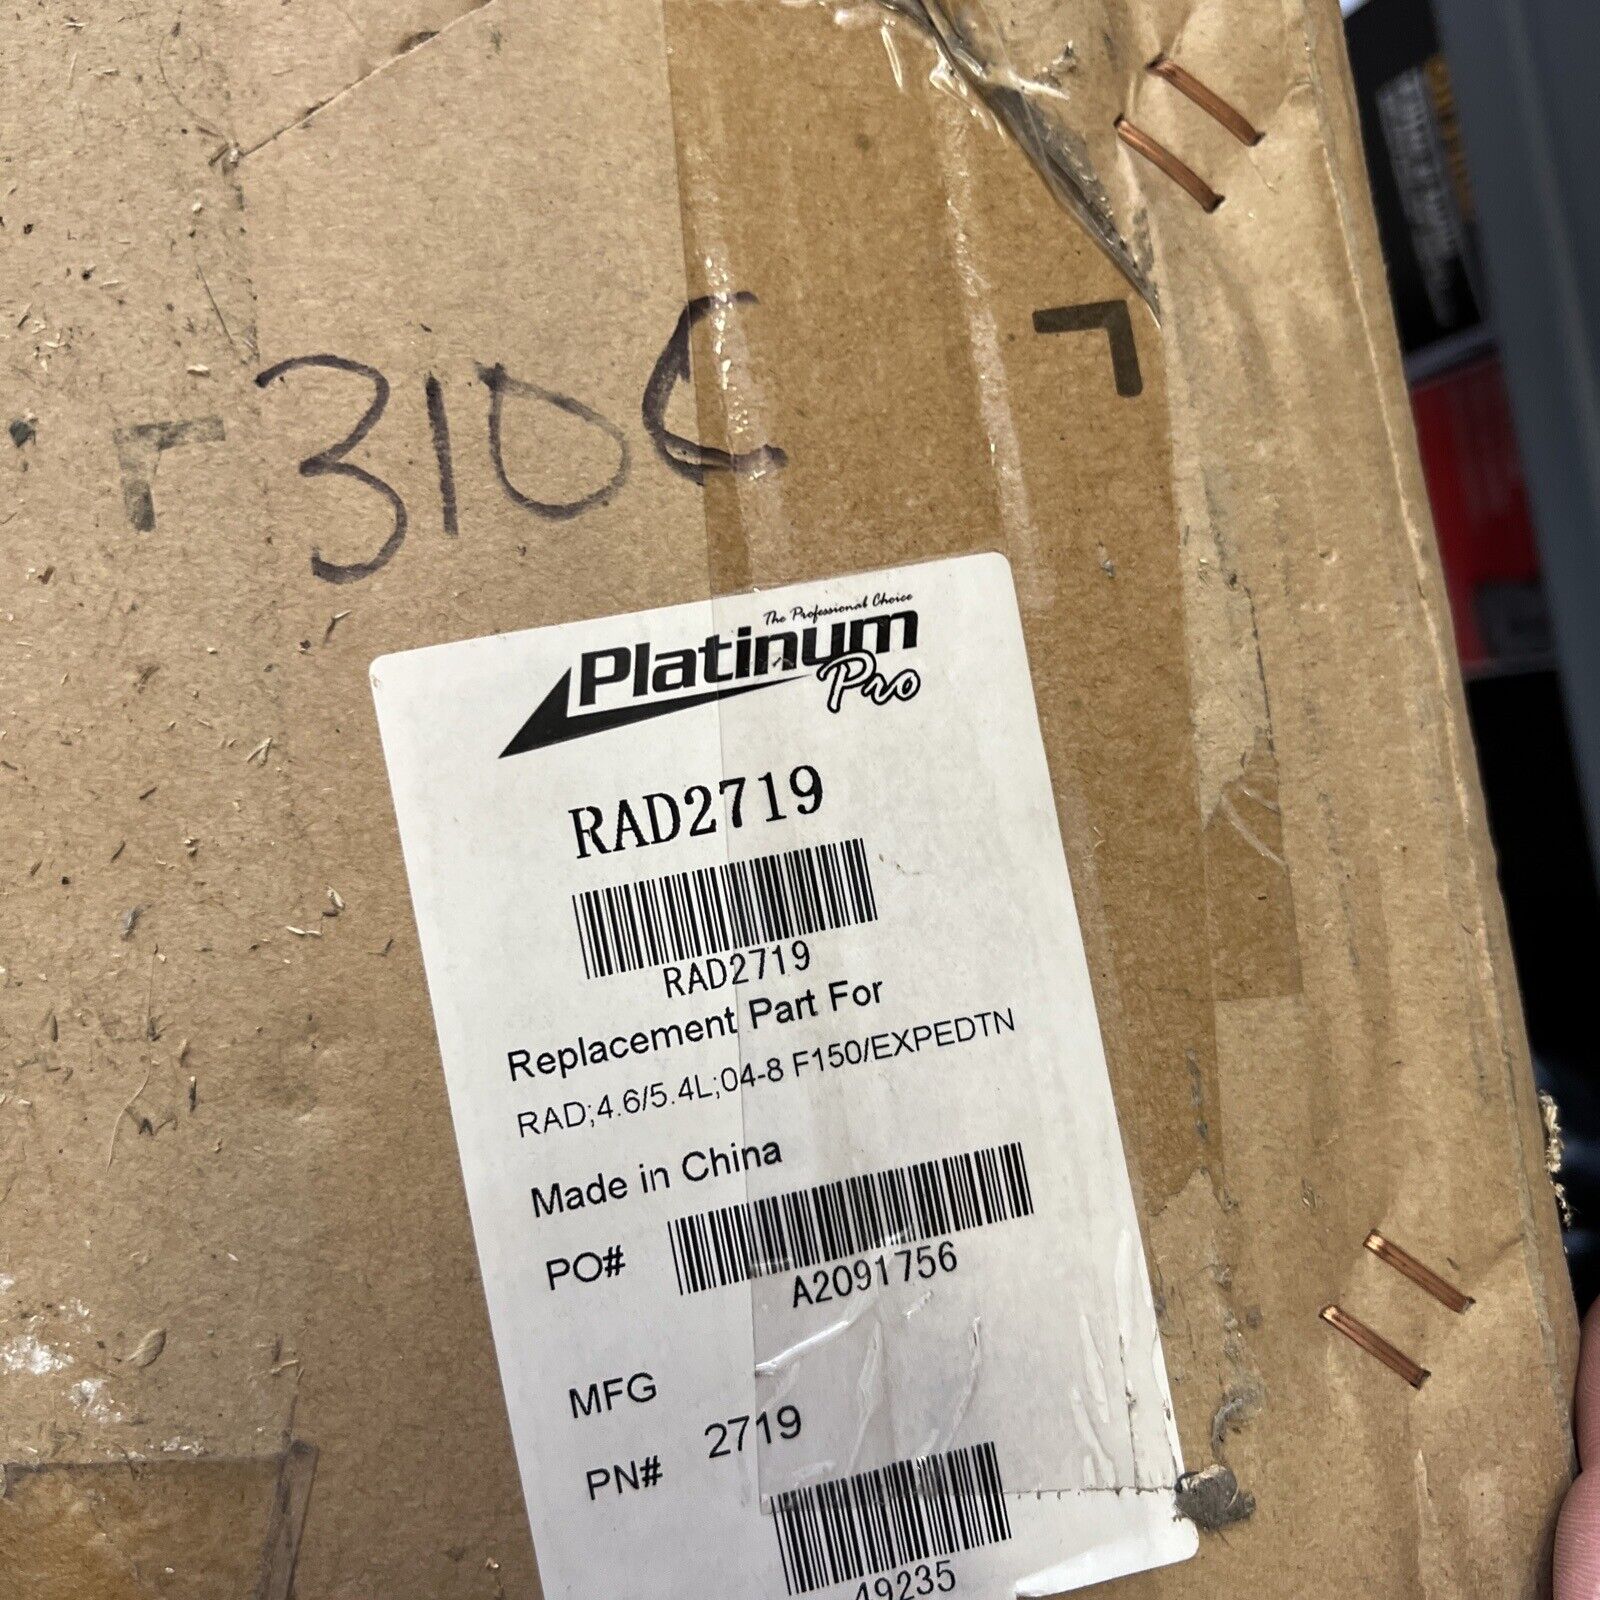 310C
The Professional Choice
Platinum
Pro
RAD2719
RAD2719
Replacement Part For
RAD;4.6/5.4L;04-8 F150/EXPEDTN
Made in China
PO#
A2091756
MFG
PN# 2719
49235